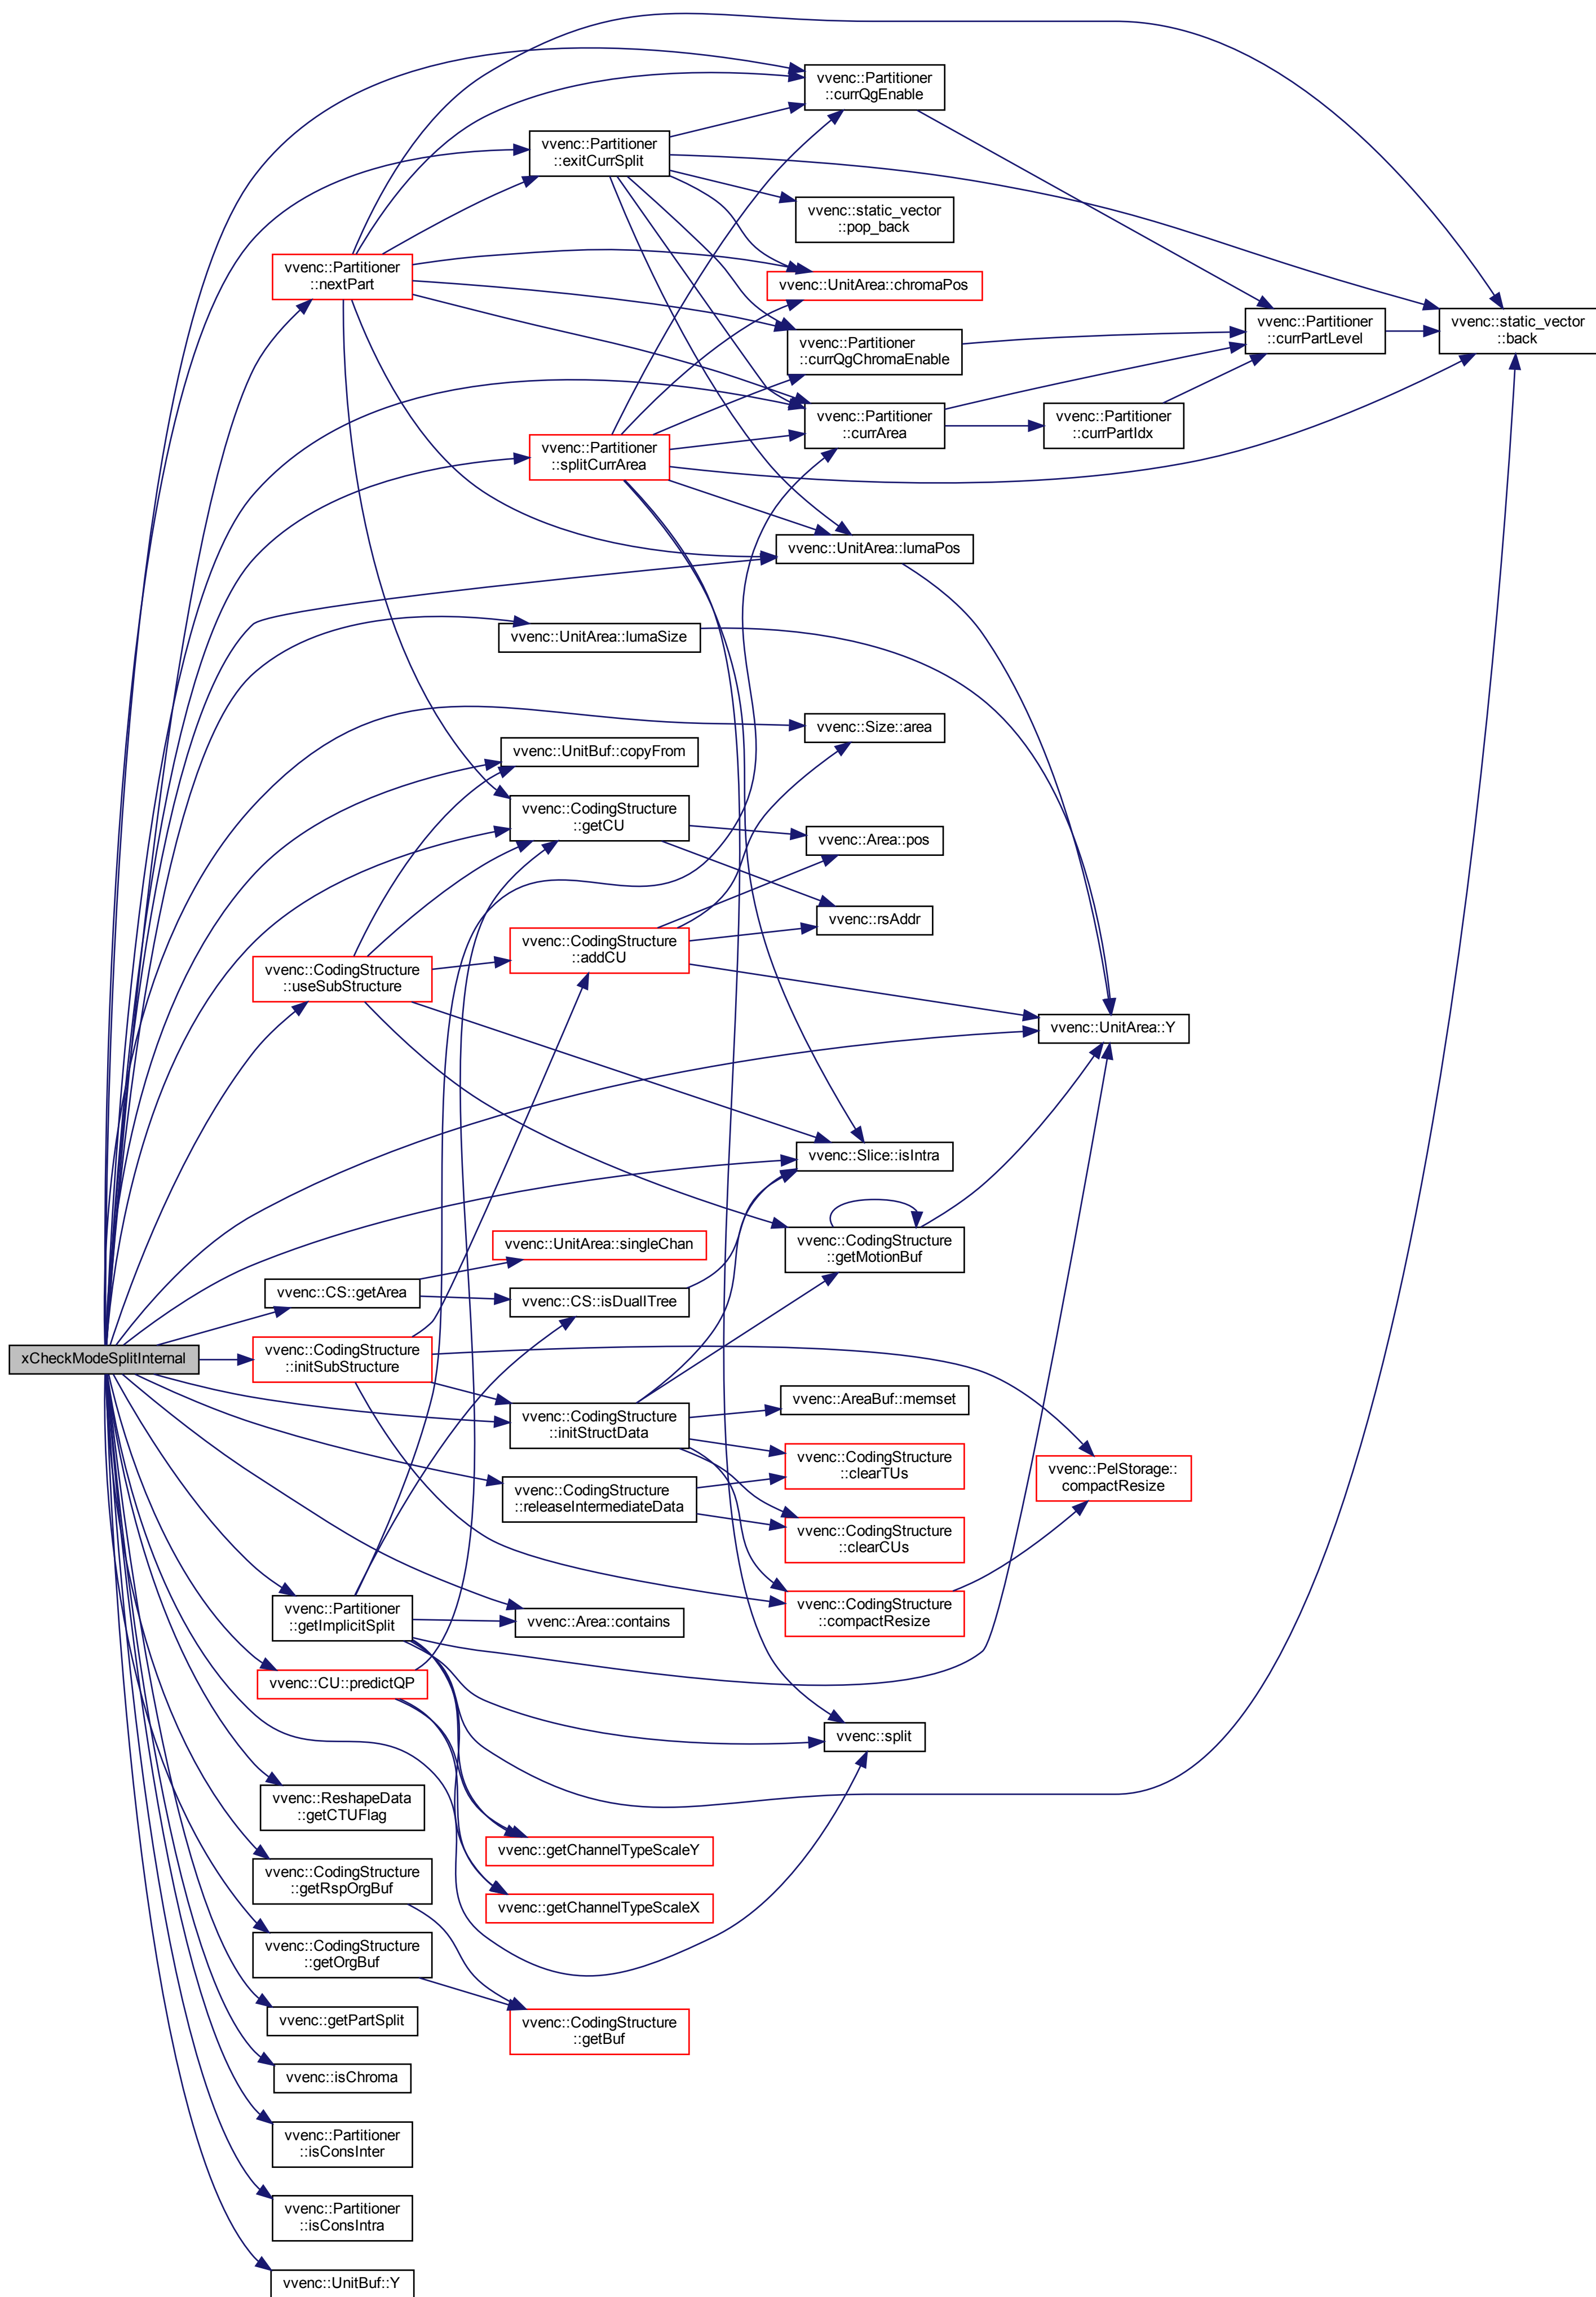 vvenc::Partitioner
::currQgEnable
vvenc::Partitioner
::exitCurrSplit
vvenc::static_vector
::pop_back
vvenc::Partitioner
::nextPart
vvenc::UnitArea::chromaPos
vvenc::Partitioner
::currQgChromaEnable
vvenc::Partitioner
::currPartLevel
vvenc::static_vector
::back
vvenc::Partitioner
::currArea
vvenc::Partitioner
::currPartIdx
vvenc::Partitioner
::splitCurrArea
vvenc::UnitArea::lumaPos
vvenc::UnitArea::lumaSize
vvenc::Size::area
vvenc::UnitBuf::copyFrom
vvenc::CodingStructure
::getCU
vvenc::Area::pos
vvenc::rsAddr
vvenc::CodingStructure
::addCU
vvenc::CodingStructure
::useSubStructure
vvenc::UnitArea::Y
vvenc::Slice::isIntra
vvenc::UnitArea::singleChan
vvenc::CodingStructure
::getMotionBuf
vvenc::CS::getArea
vvenc::CS::isDualITree
xCheckModeSplitInternal
vvenc::CodingStructure
::initSubStructure
vvenc::AreaBuf::memset
vvenc::CodingStructure
::initStructData
vvenc::CodingStructure
::clearTUs
vvenc::PelStorage::
compactResize
vvenc::CodingStructure
::releaseIntermediateData
vvenc::CodingStructure
::clearCUs
vvenc::CodingStructure
::compactResize
vvenc::Partitioner
::getImplicitSplit
vvenc::Area::contains
vvenc::CU::predictQP
vvenc::split
vvenc::ReshapeData
::getCTUFlag
vvenc::getChannelTypeScaleY
vvenc::CodingStructure
::getRspOrgBuf
vvenc::getChannelTypeScaleX
vvenc::CodingStructure
::getOrgBuf
vvenc::getPartSplit
vvenc::CodingStructure
::getBuf
vvenc::isChroma
vvenc::Partitioner
::isConsInter
vvenc::Partitioner
::isConsIntra
vvenc::UnitBuf::Y